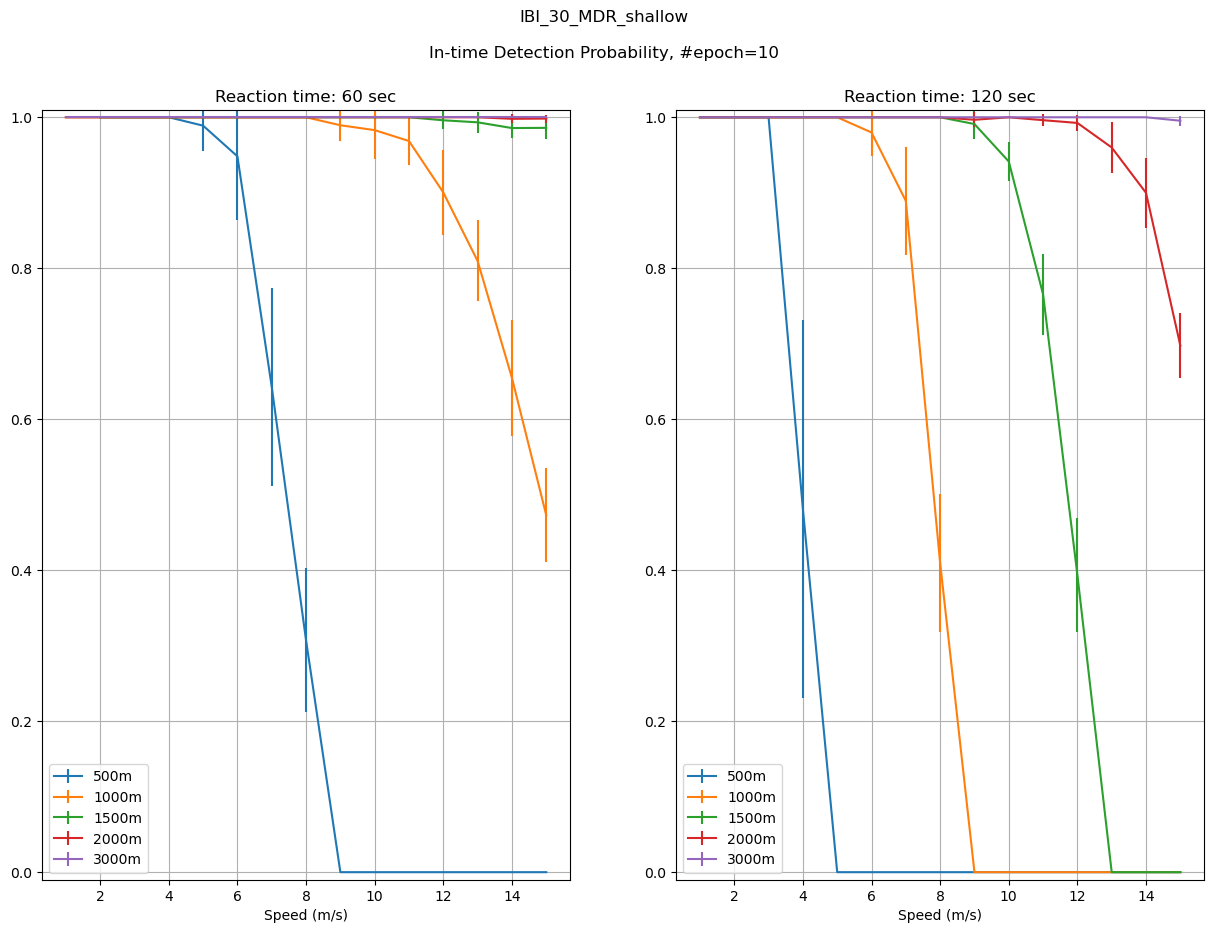 IBI_30_MDR_shallow
In-time Detection Probability, #epoch=10
Reaction time: 60 sec
1.0
0.8
0.6
0.4
0.2
0.0
500m
1000m
1500m
2000m
3000m
2 4 6 8 10 12 14
Speed (m/s)
Reaction time: 120 sec
1.0
0.8
0.6
0.4
0.2
0.0
500m
1000m
1500m
2000m
3000m
2 4 6 8 10 12 14
Speed (m/s)